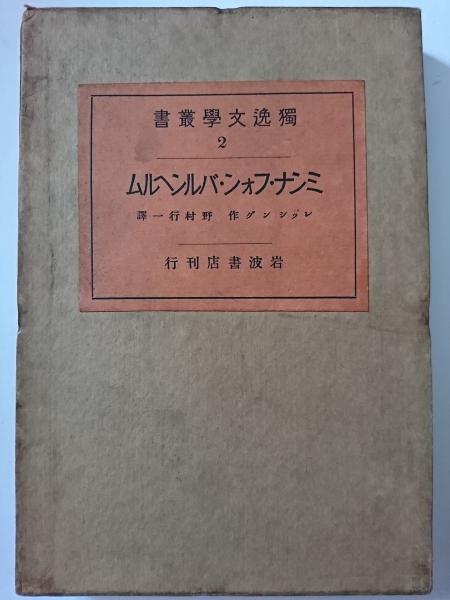 獨逸文學叢書
2
ミンナ・フォン・バルンヘルム
レッシング作 野村行一譯
岩波書店刊行